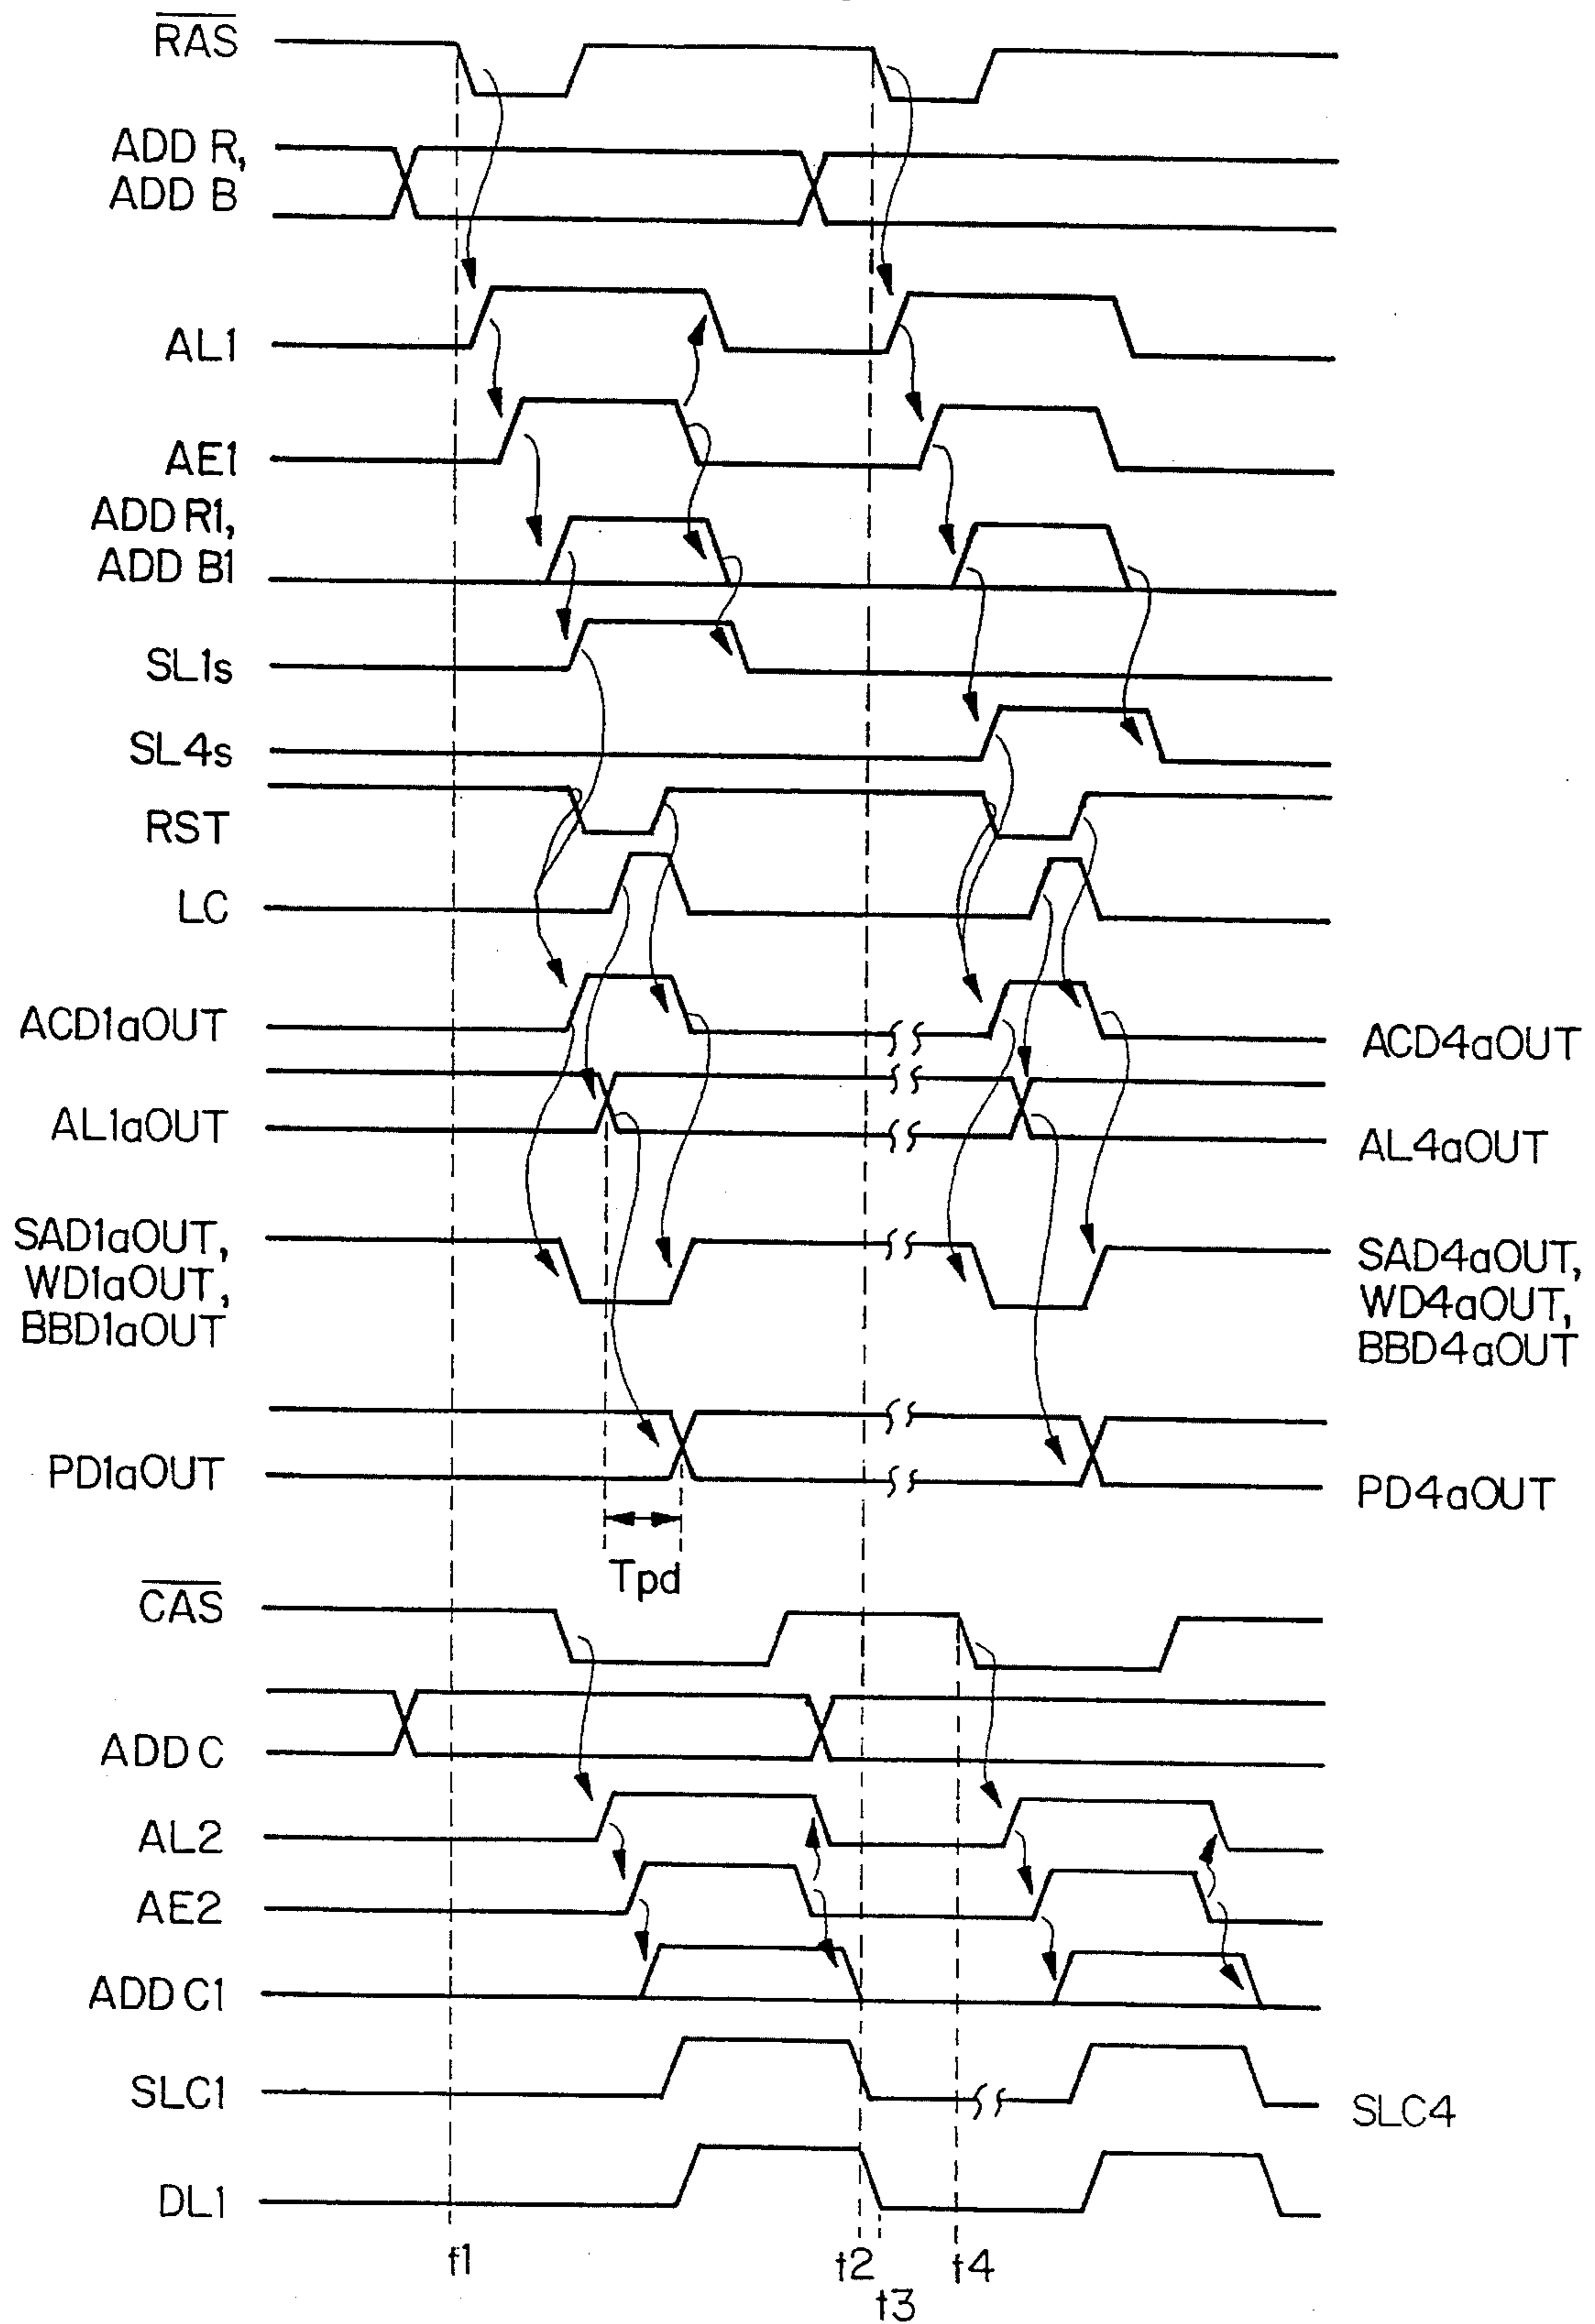 RAS
ADD R,
ADD B
AL1
AE1
ADD R1,
ADD B1
SL1s
SL4s
RST
LC
ACD1aOUT
ACD4aOUT
AL1aOUT
AL4aOUT
SAD1aOUT,
WD1aOUT,
BBD1aOUT
SAD4aOUT,
WD4aOUT,
BBD4aOUT
PD1aOUT
PD4aOUT
Tpd
CAS
ADD C
AL2
AE2
ADD C1
SLC1
SLC4
DL1
t1
t2
t4
t3